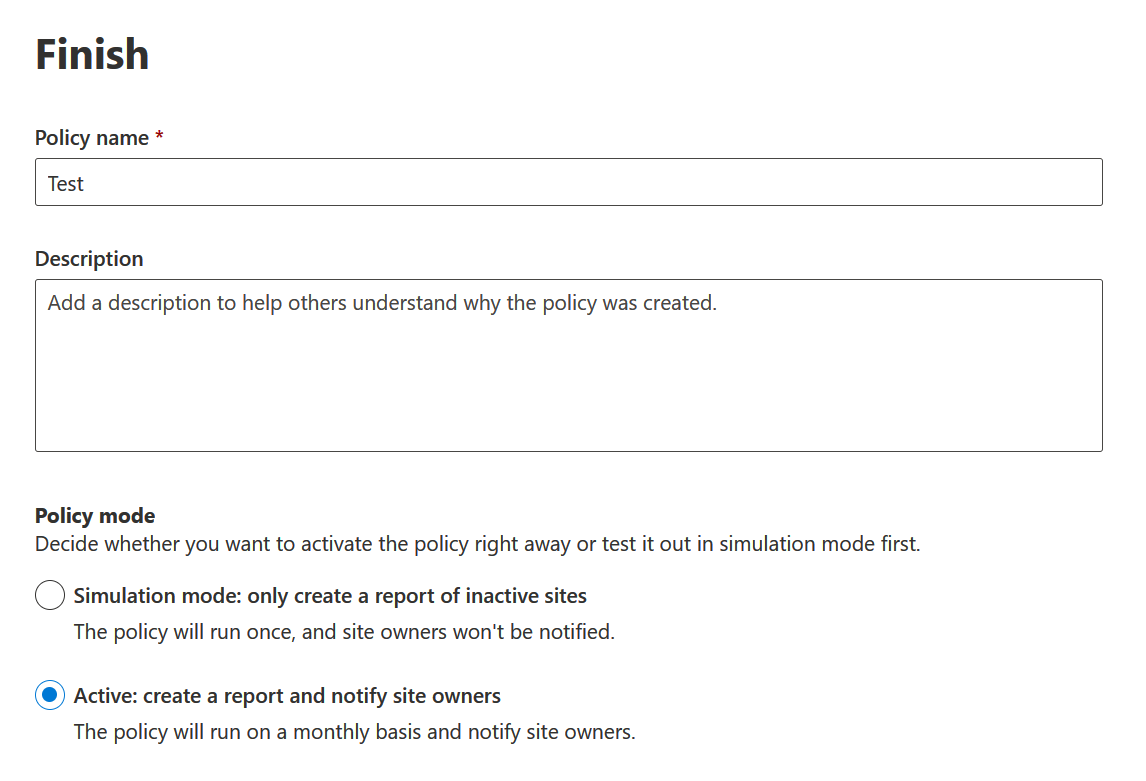 Finish
Policy name *
Test
Description
Add a description to help others understand why the policy was created.
Policy mode
Decide whether you want to activate the policy right away or test it out in simulation mode first.
Simulation mode: only create a report of inactive sites
The policy will run once, and site owners won't be notified.
Active: create a report and notify site owners
The policy will run on a monthly basis and notify site owners.